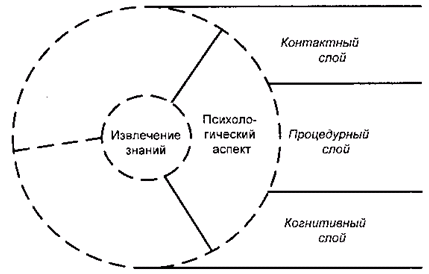 Контактный
слой
Извлечение
знаний
Психоло-
гический
аспект
Процедурный
слой
Когнитивный
слой